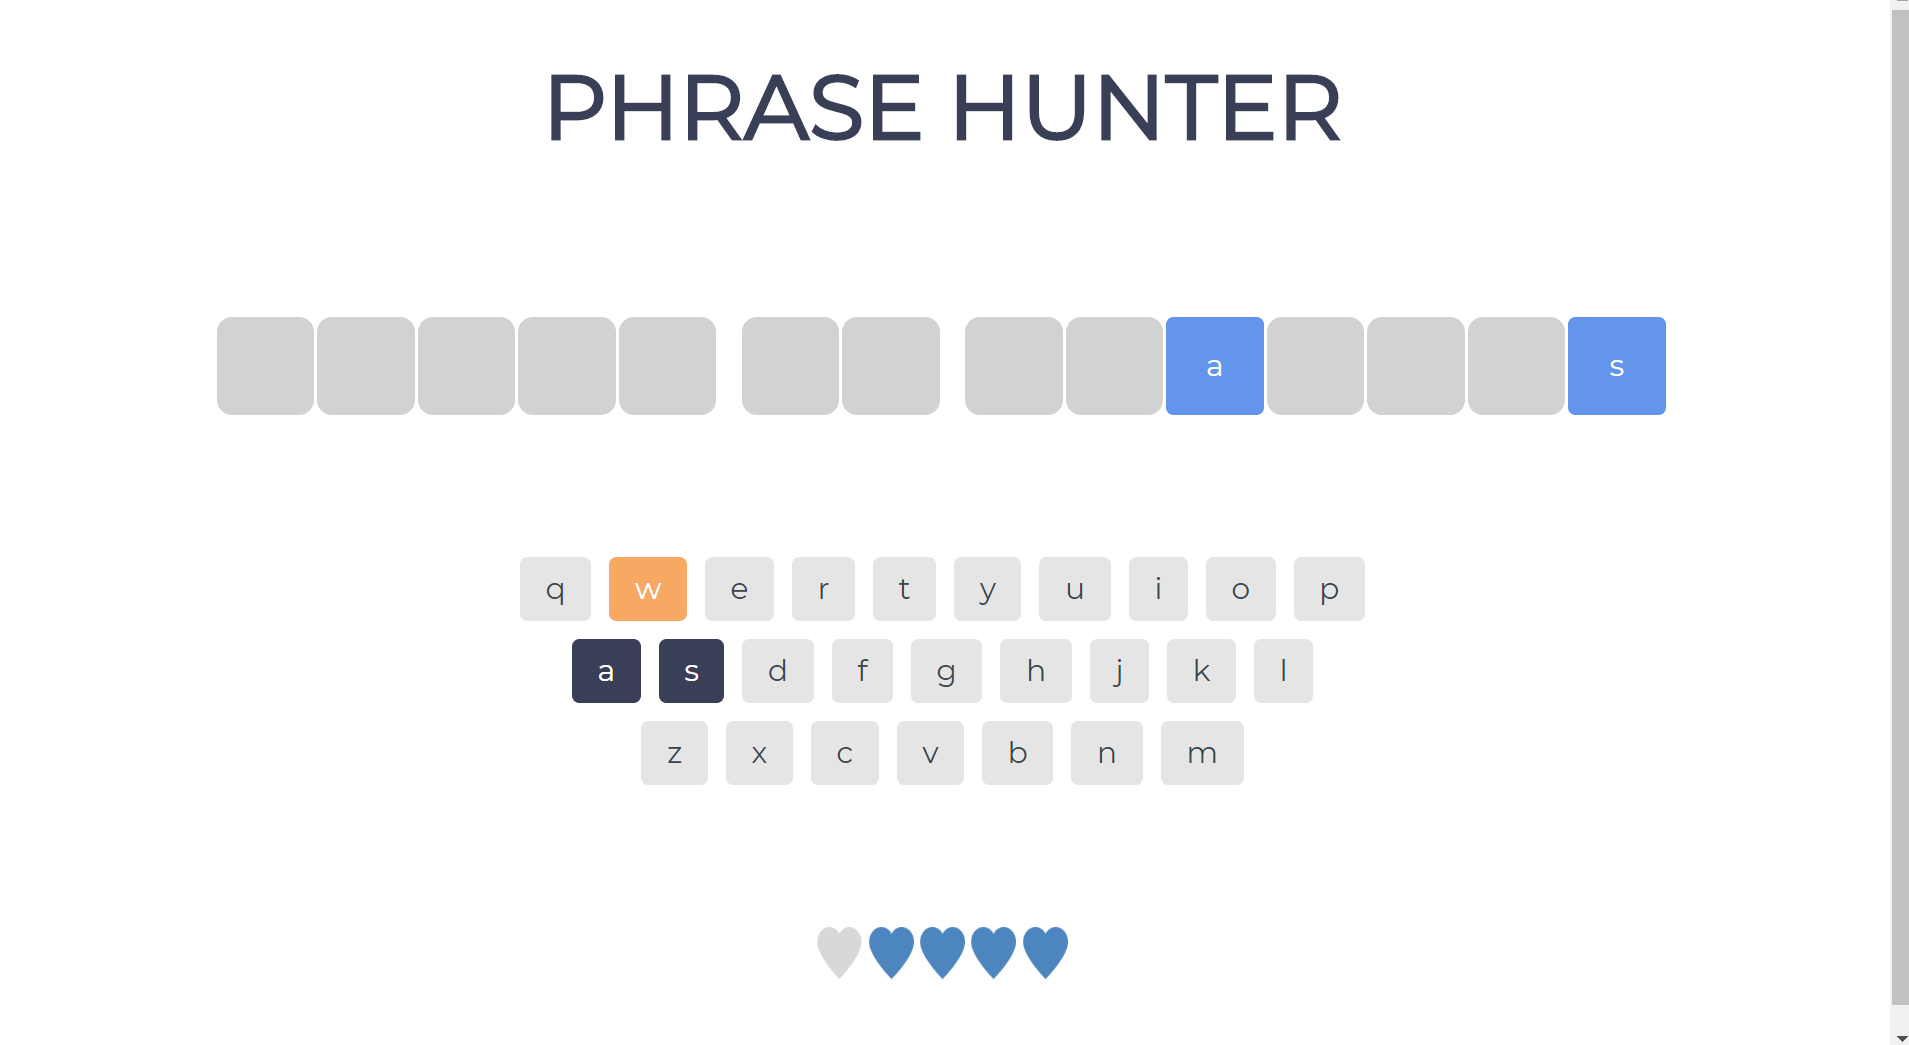 PHRASE HUNTER
a s
q w e r t y u i o p
a s d f g h j k l
z x c v b n m